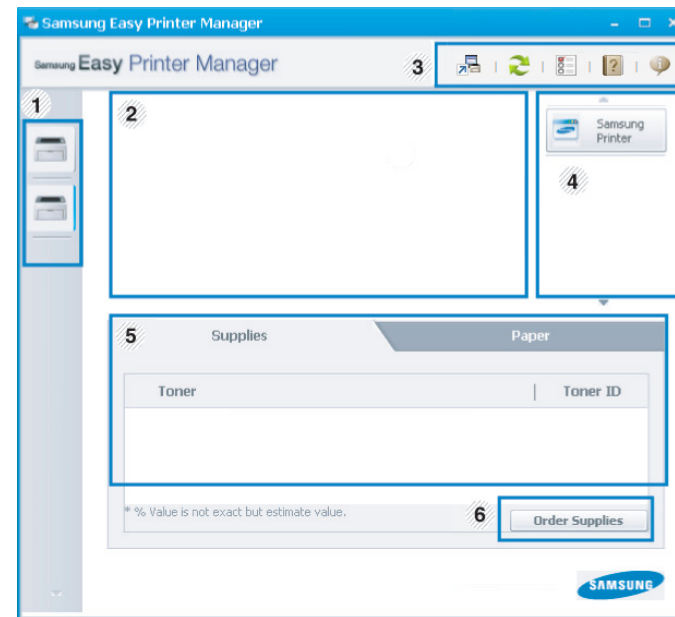 Samsung Easy Printer Manager
Samsung Easy Printer Manager
3
1
2
Samsung
Printer
4
5 Supplies Paper
Toner | Toner ID
* % Value is not exact but estimate value.
6 Order Supplies
SAMSUNG